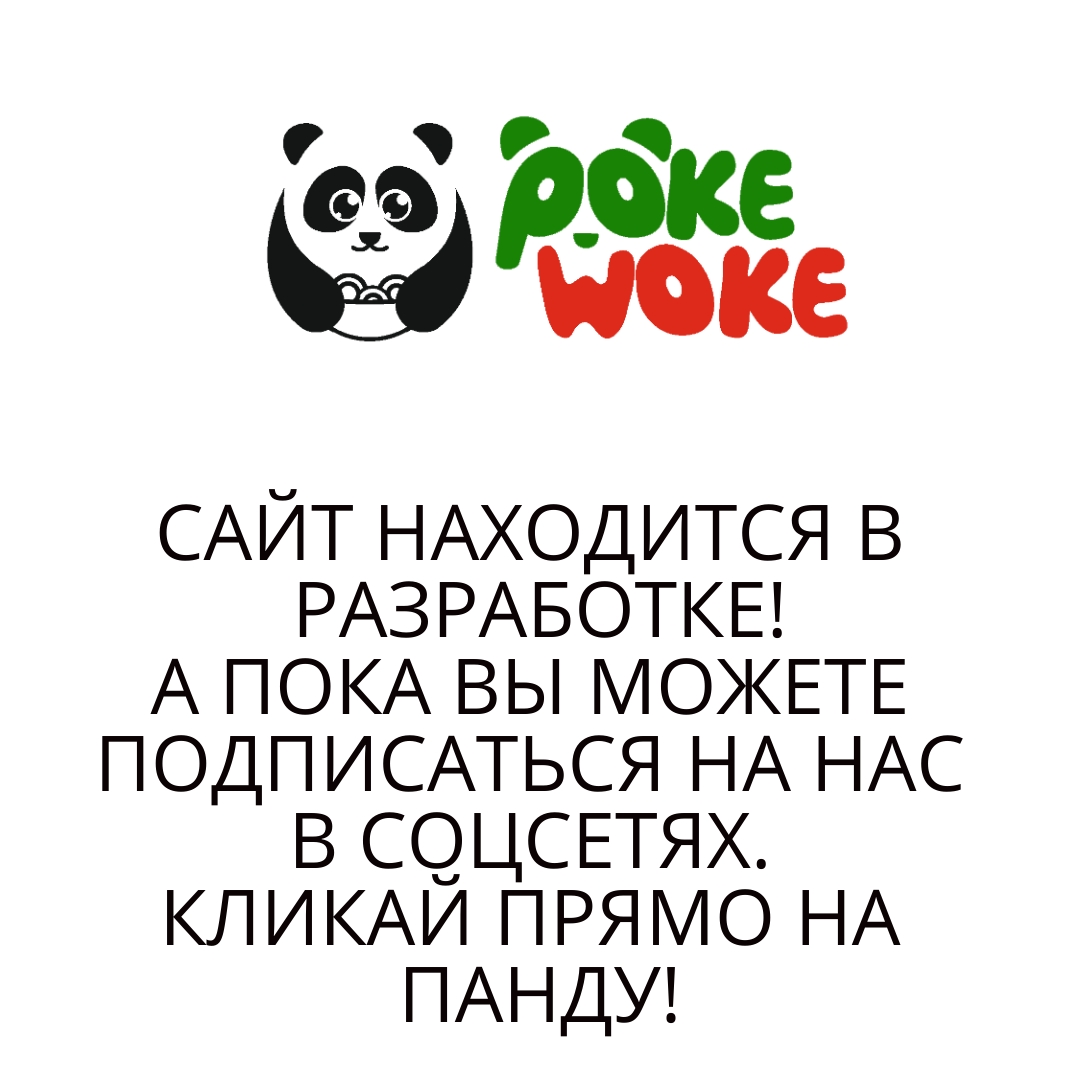 POKE
WOKE
САЙТ НАХОДИТСЯ В
РАЗРАБОТКЕ!
А ПОКА ВЫ МОЖЕТЕ
ПОДПИСАТЬСЯ НА НАС
В СОЦСЕТЯХ.
КЛИКАЙ ПРЯМО НА
ПАНДУ!